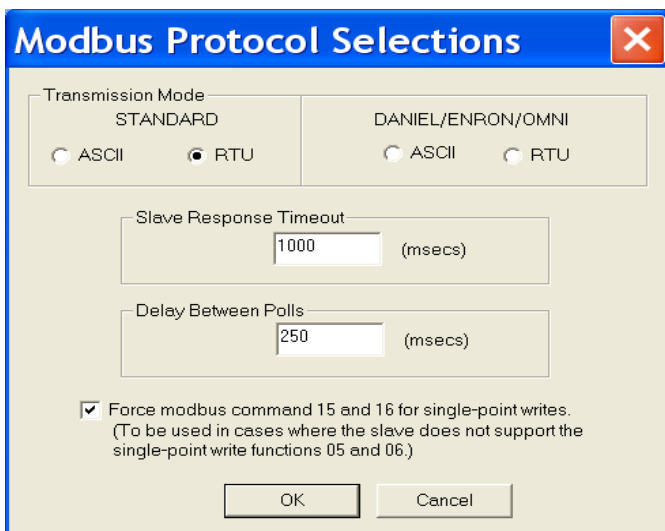 Modbus Protocol Selections
Transmission Mode
STANDARD
DANIEL/ENRON/OMNI
ASCII
RTU
ASCII
RTU
Slave Response Timeout
1000
(msecs)
Delay Between Polls
250
(msecs)
Force modbus command 15 and 16 for single-point writes.
(To be used in cases where the slave does not support the
single-point write functions 05 and 06.)
OK
Cancel